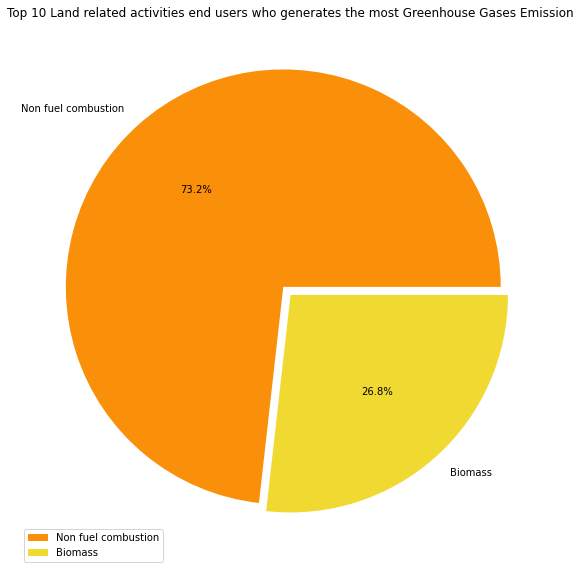 Top 10 Land related activities end users who generates the most Greenhouse Gases Emission
Non fuel combustion
73.2%
26.8%
Biomass
Non fuel combustion
Biomass